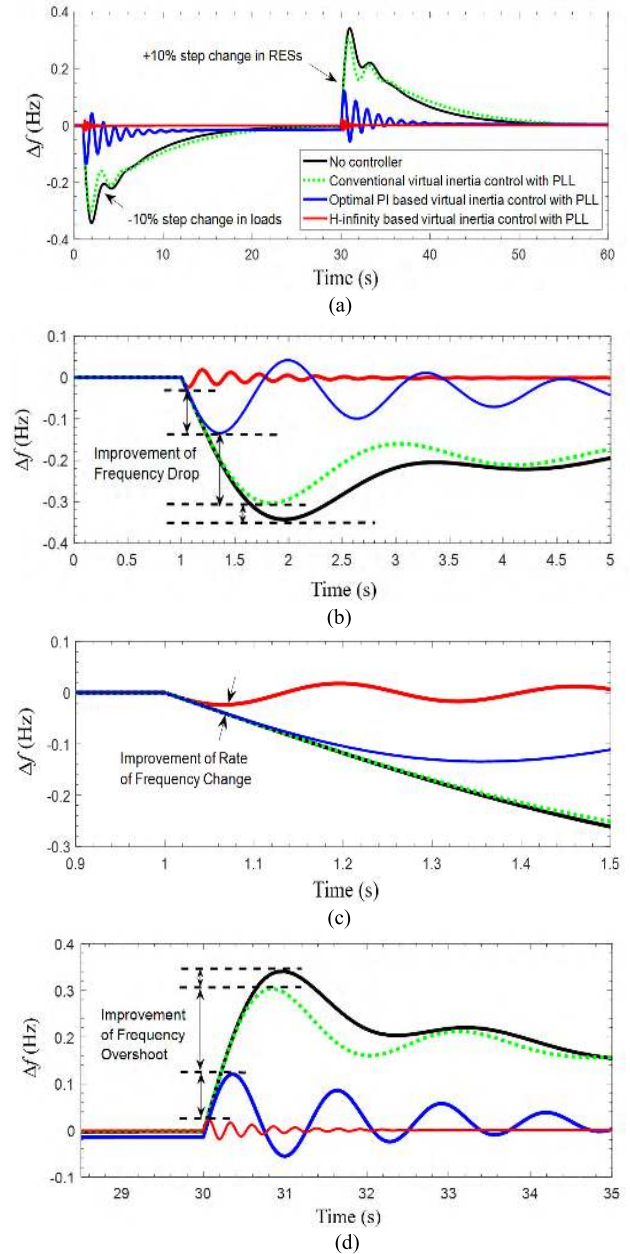 0.4
0.2
0
-0.2
0.4
Δf (Hz)
+10% step change in RESs
-10% step change in loads
No controller
Conventional virtual inertia control with PLL
Optimal PI based virtual inertia control with PLL
H-infinity based virtual inertia control with PLL
0 10 20 30 40 50 60
Time (s)
(a)
0.1
0
-0.1
-0.2
-0.3
-0.4
Δf (Hz)
Improvement of
Frequency Drop
0 0.5 1 1.5 2 2.5 3 3.5 4 4.5 5
Time (s)
(b)
0.1
0
-0.1
-0.2
-0.3
Δf (Hz)
Improvement of Rate
of Frequency Change
0.9 1 1.1 1.2 1.3 1.4 1.5
Time (s)
(c)
0.4
0.3
0.2
0.1
0
-0.1
Δf (Hz)
Improvement
of Frequency
Overshoot
29 30 31 32 33 34 35
Time (s)
(d)